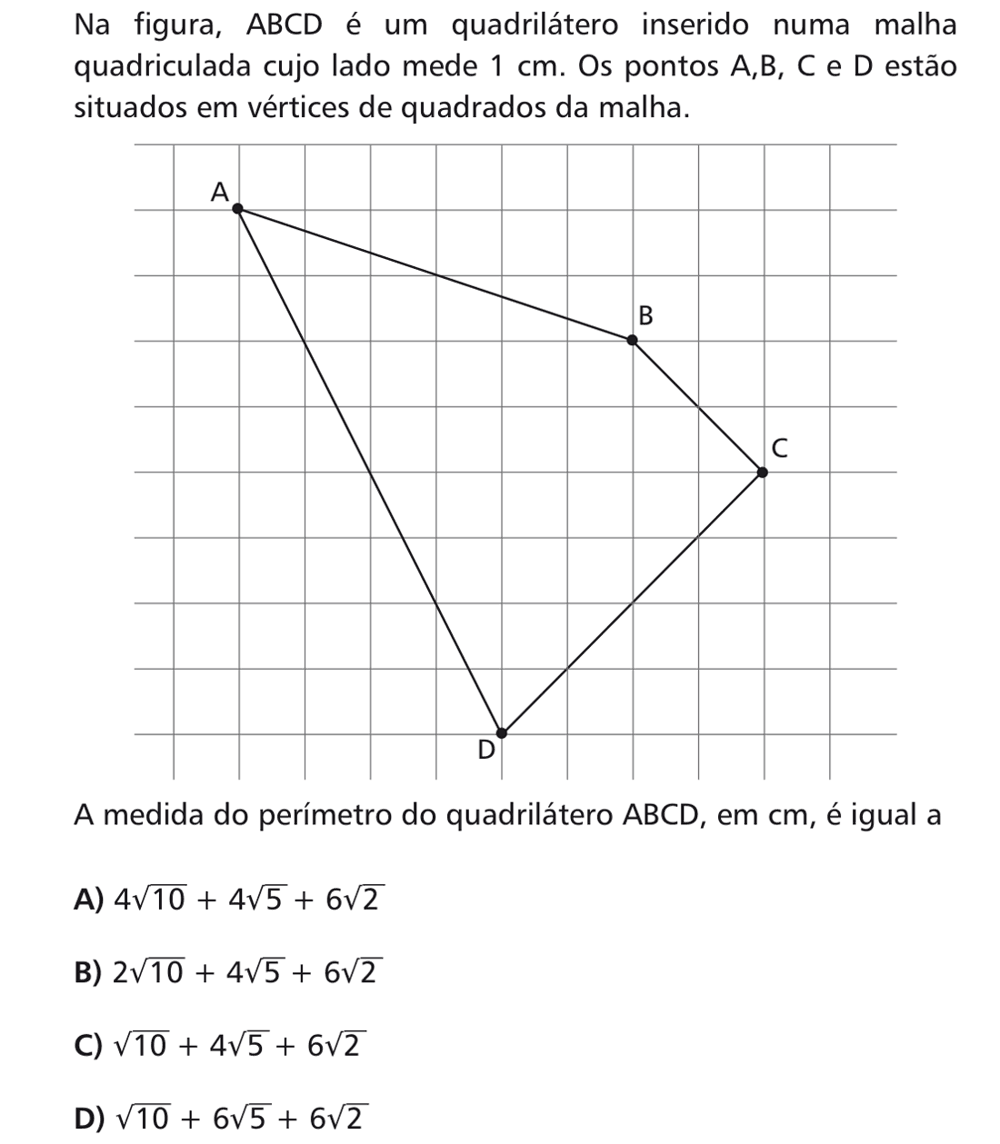 Na figura, ABCD é um quadrilátero inserido numa malha
quadriculada cujo lado mede 1 cm. Os pontos A,B, C e D estão
situados em vértices de quadrados da malha.
A
B
C
D
A medida do perímetro do quadrilátero ABCD, em cm, é igual a
A) 4√10 + 4√5 + 6√2
B) 2√10 + 4√5 + 6√2
C) √10 + 4√5 + 6√2
D) √10 + 6√5 + 6√2